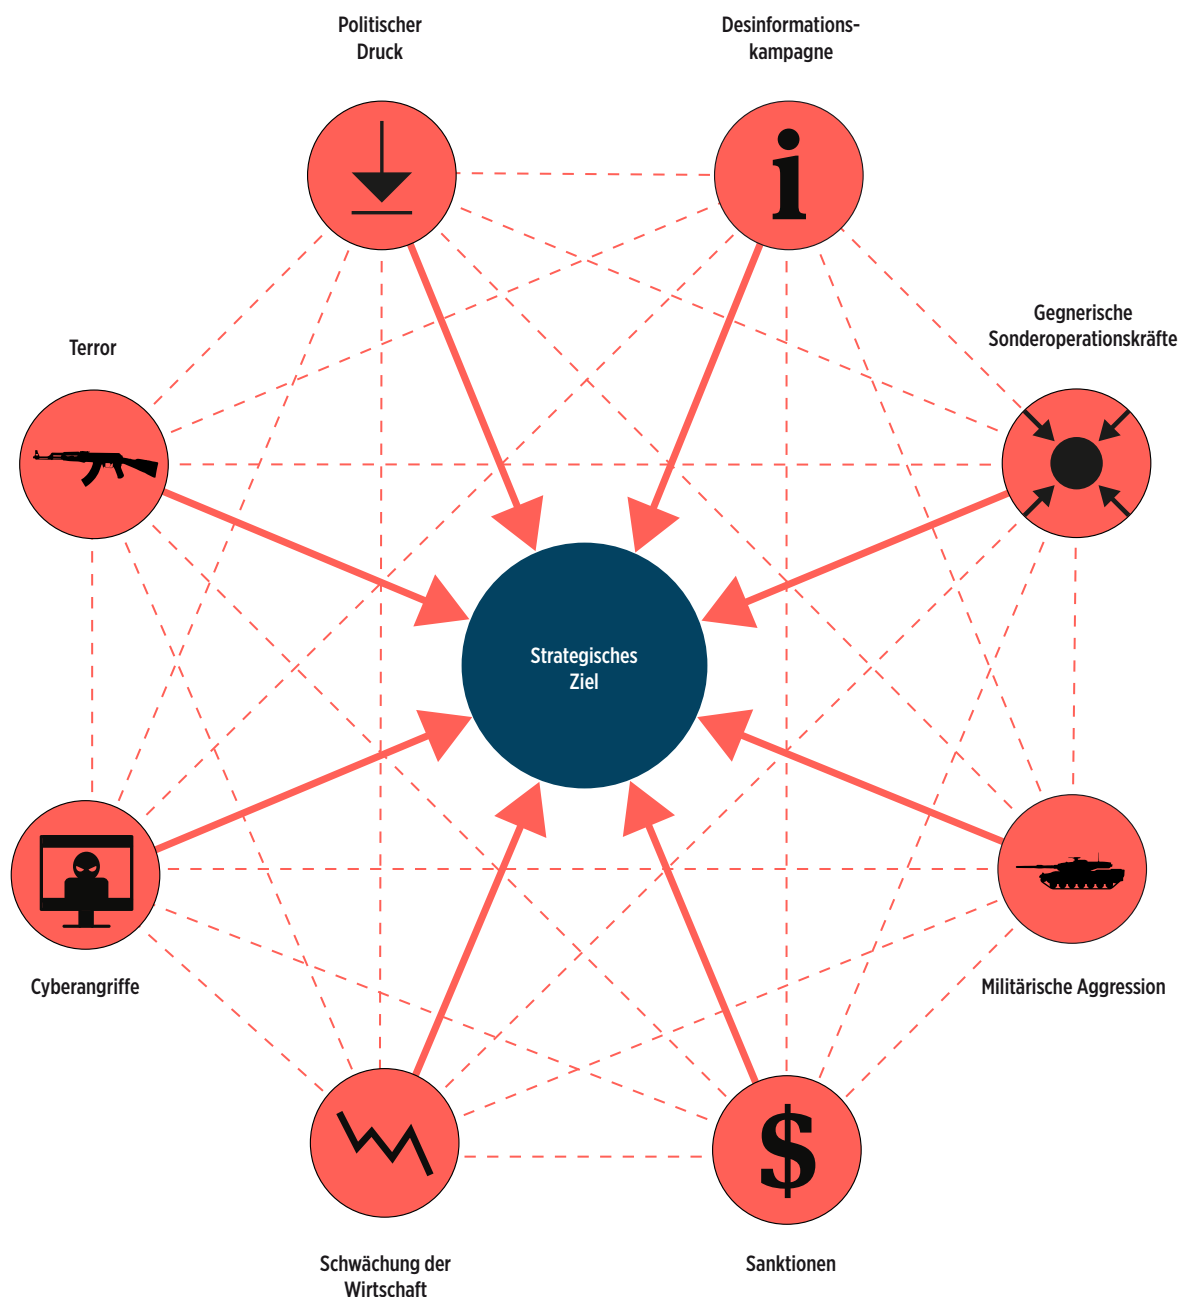 Politischer
Druck
Desinformations-
kampagne
Gegnerische
Sonderoperationskräfte
Terror
i
Strategisches
Ziel
Cyberangriffe
Militärische Aggression
$
Schwächung der
Wirtschaft
Sanktionen